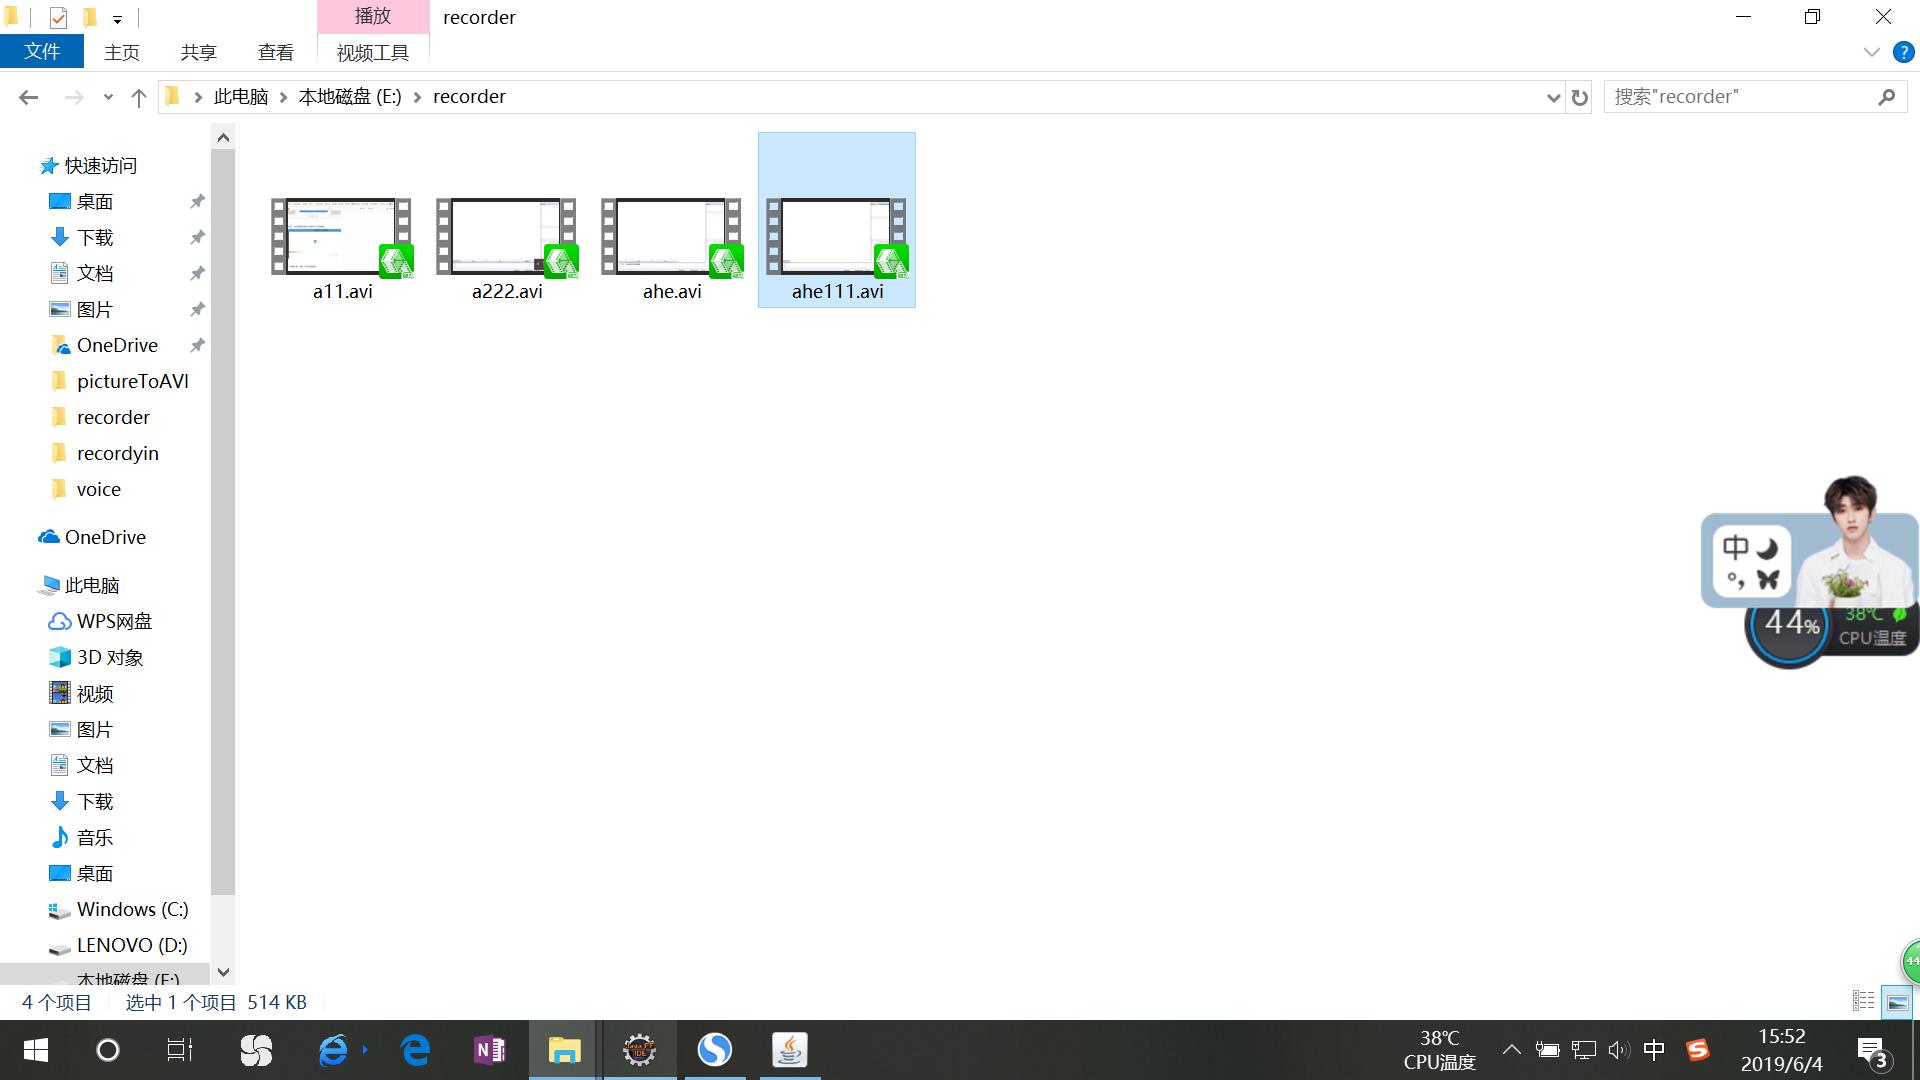 播放
recorder
文件
主页
共享
查看
视频工具
此电脑
本地磁盘 (E:)
recorder
搜索"recorder"
快速访问
桌面
下载
文档
图片
OneDrive
pictureToAVI
recorder
recordyin
voice
OneDrive
此电脑
WPS网盘
3D 对象
视频
图片
文档
下载
音乐
桌面
Windows (C:)
LENOVO (D:)
本地磁盘 (E:)
a11.avi
a222.avi
ahe.avi
ahe111.avi
中
44%
38℃
CPU温度
44
4 个项目
选中 1 个项目 514 KB
38℃
CPU温度
中
15:52
2019/6/4
3